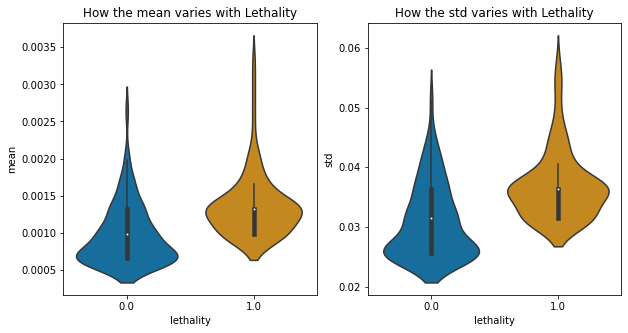 How the mean varies with Lethality
0.0035
0.0030
0.0025
0.0020
0.0015
0.0010
0.0005
mean
0.0
1.0
lethality
How the std varies with Lethality
0.06
0.05
0.04
0.03
0.02
std
0.0
1.0
lethality